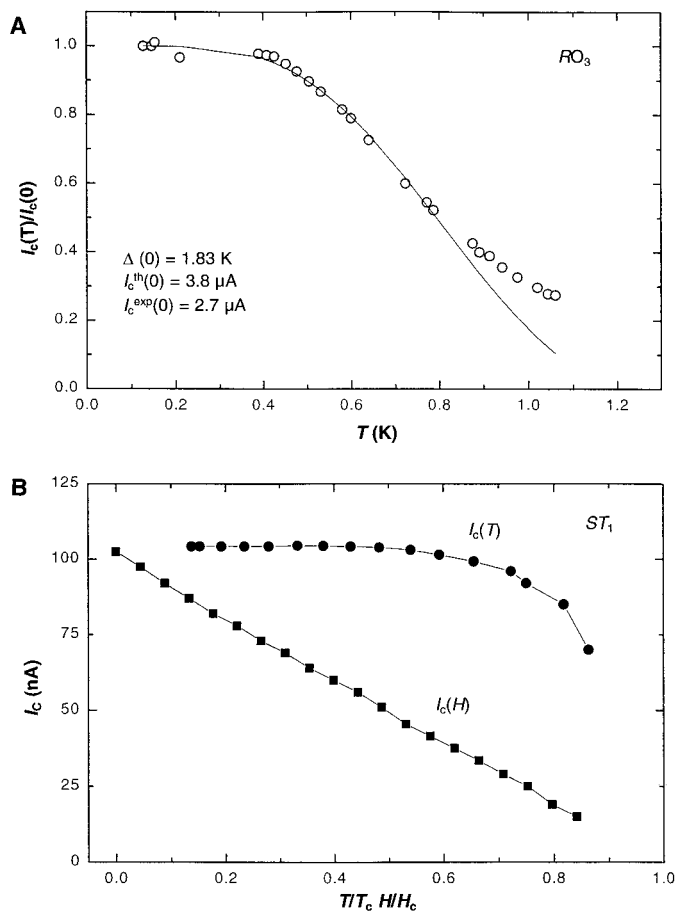 A
RO₃
1.0
0.8
0.6
0.4
0.2
0.0
I_c(T)/I_c(0)
Δ (0) = 1.83 K
I_c^th(0) = 3.8 μA
I_c^exp(0) = 2.7 μA
0.0 0.2 0.4 0.6 0.8 1.0 1.2
T (K)
B
125
100
75
50
25
0
I_c (nA)
I_c(T)
ST₁
I_c(H)
0.0 0.2 0.4 0.6 0.8 1.0
T/T_c H/H_c